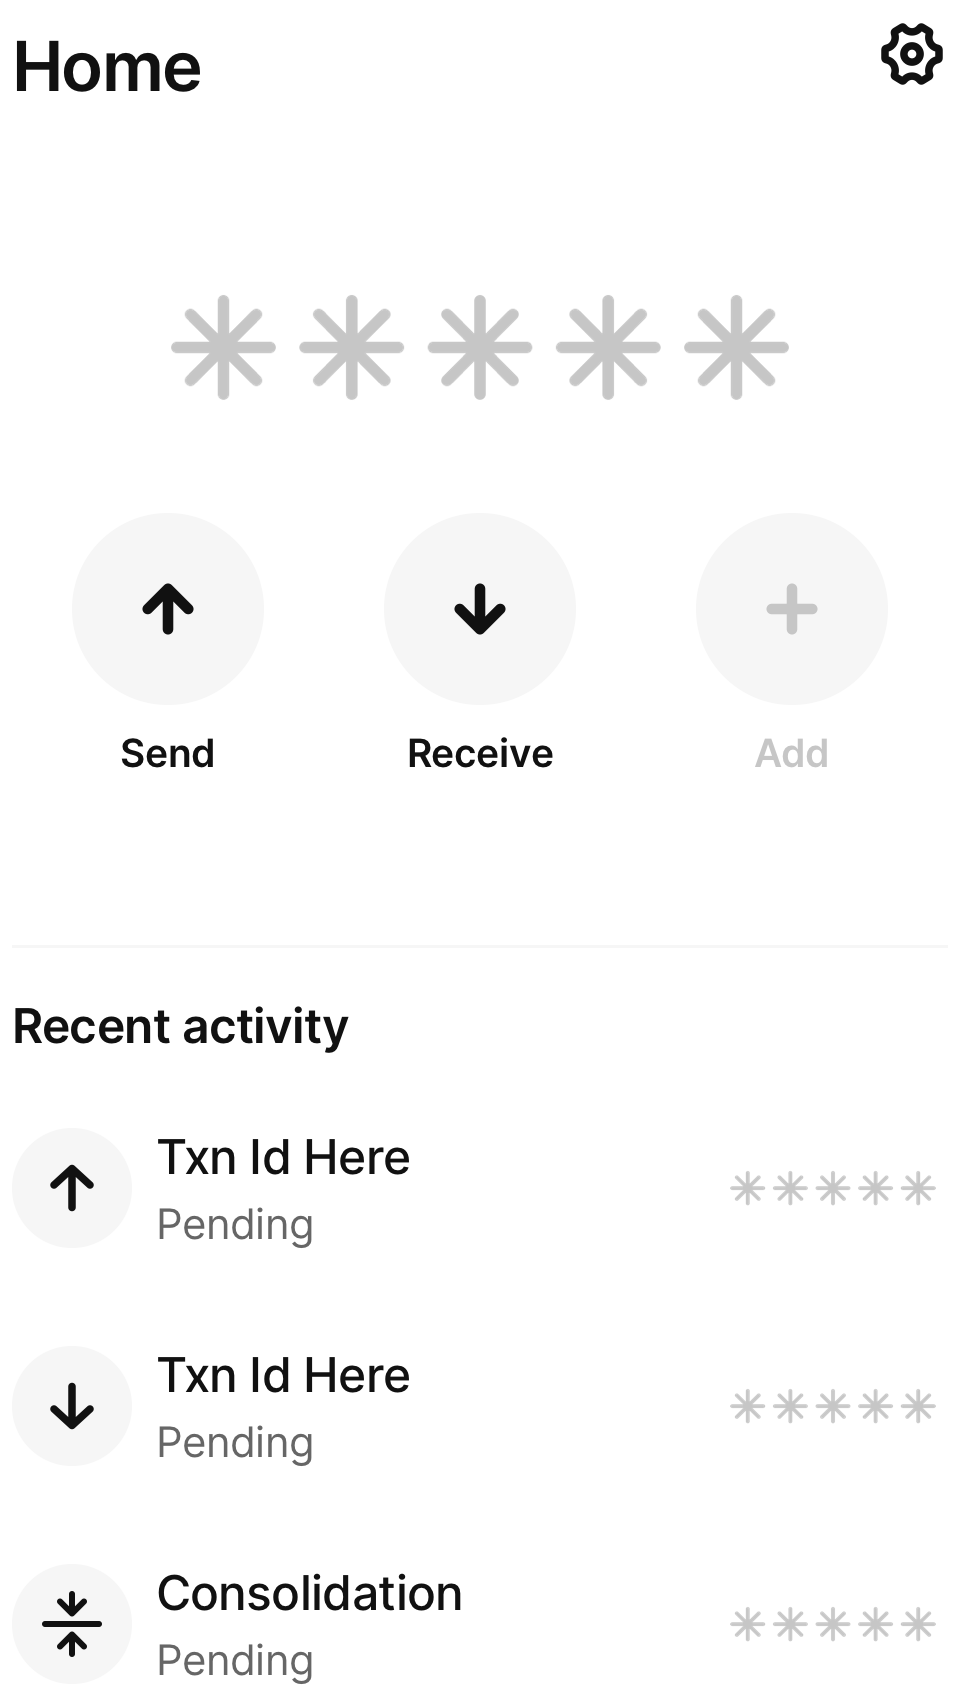 Home
*****
Send
Receive
Add
Recent activity
Txn Id Here
*****
Pending
Txn Id Here
*****
Pending
Consolidation
*****
Pending